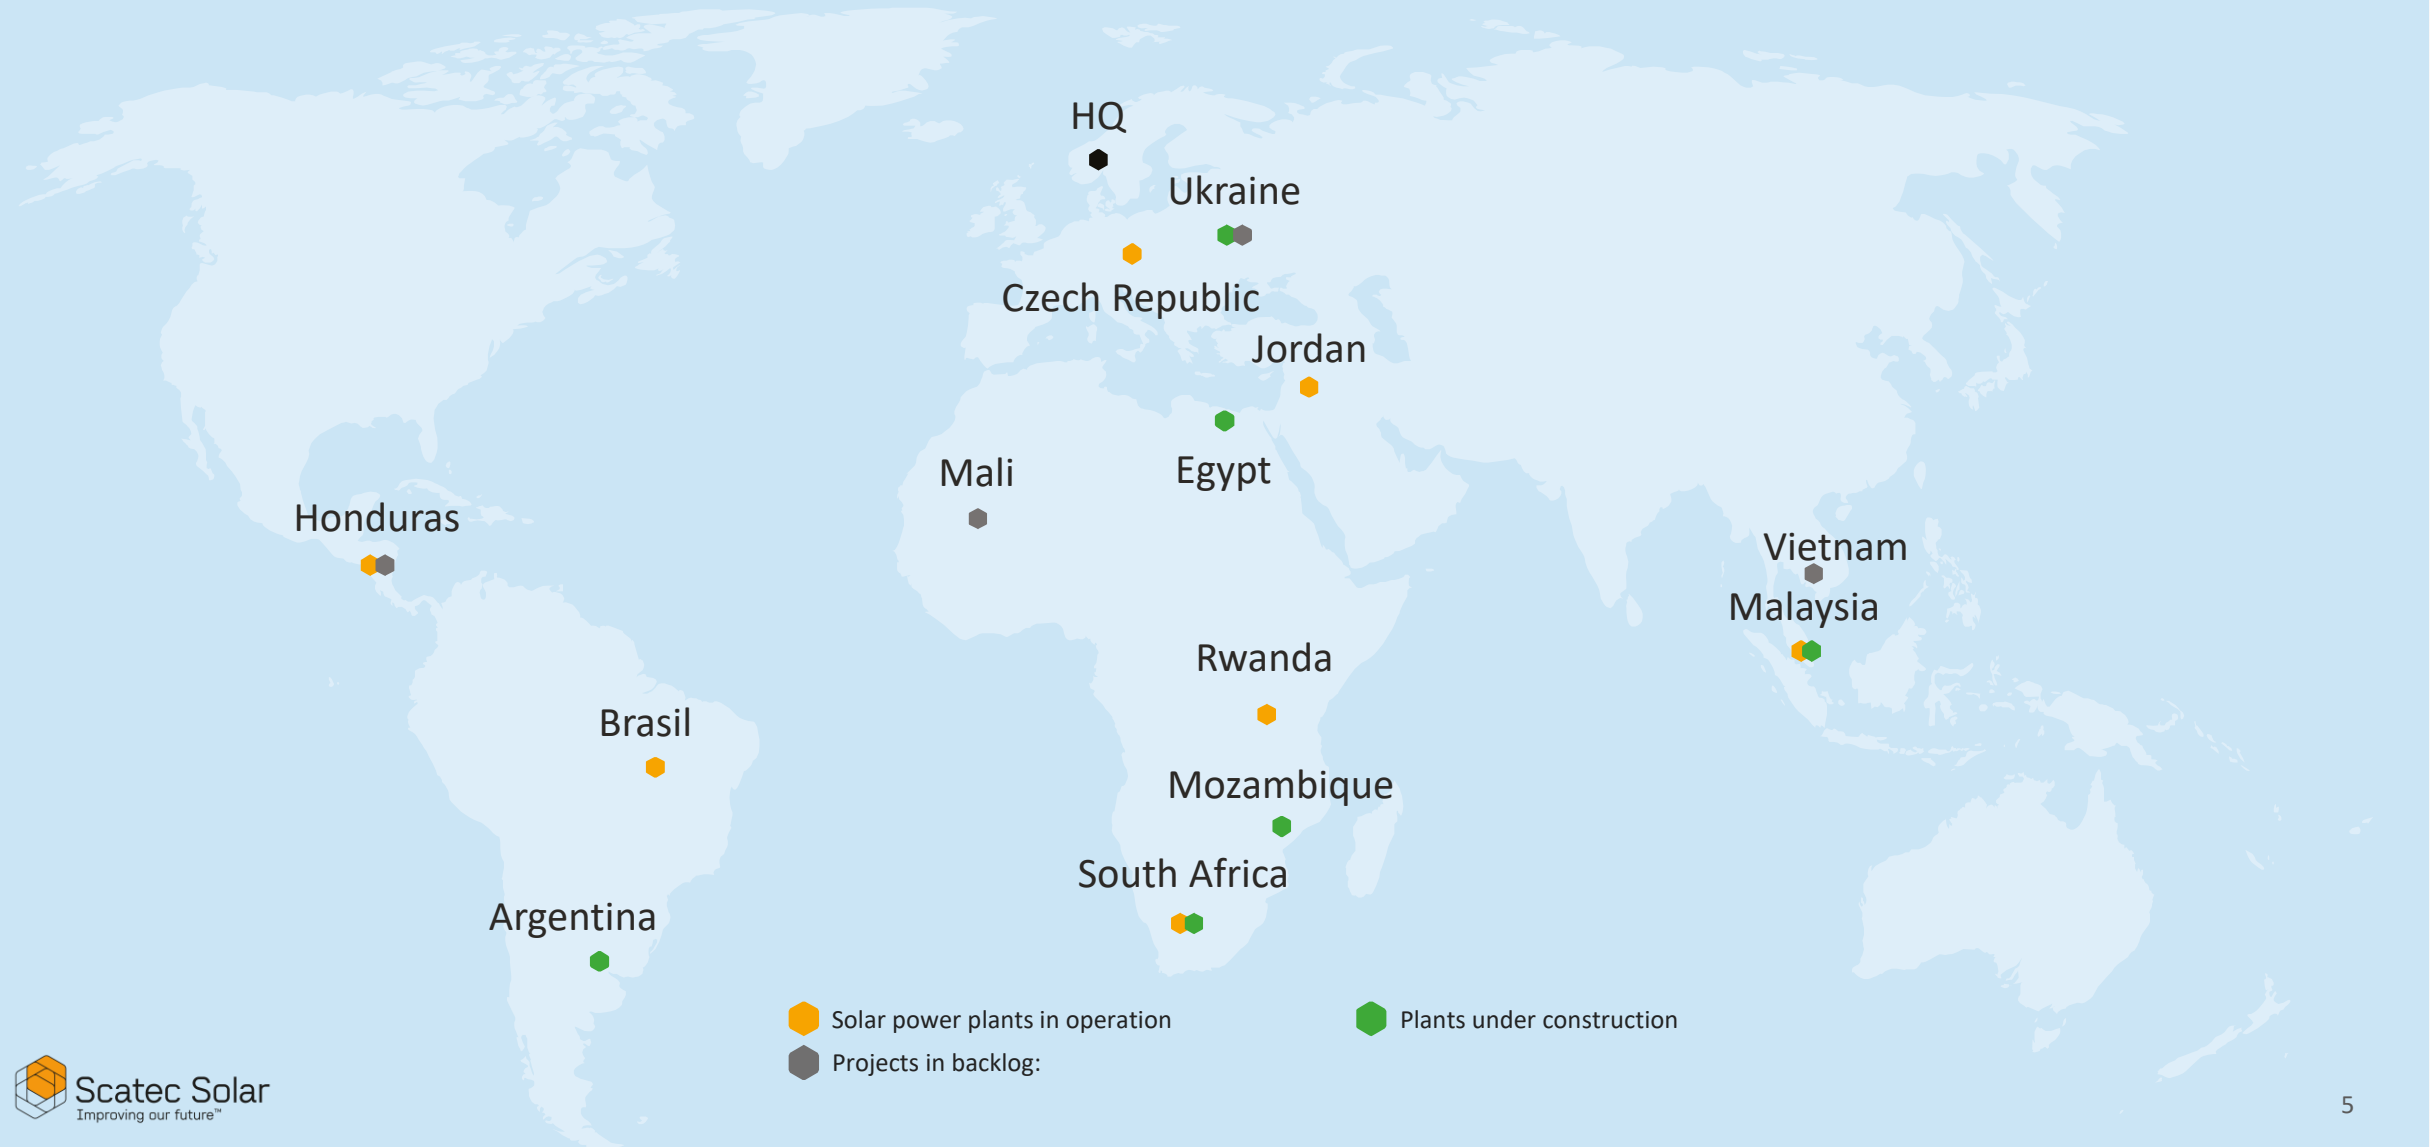 HQ
Ukraine
Czech Republic
Jordan
Mali
Egypt
Honduras
Vietnam
Malaysia
Rwanda
Brasil
Mozambique
South Africa
Argentina
Solar power plants in operation
Plants under construction
Projects in backlog:
Scatec Solar
Improving our future™
5